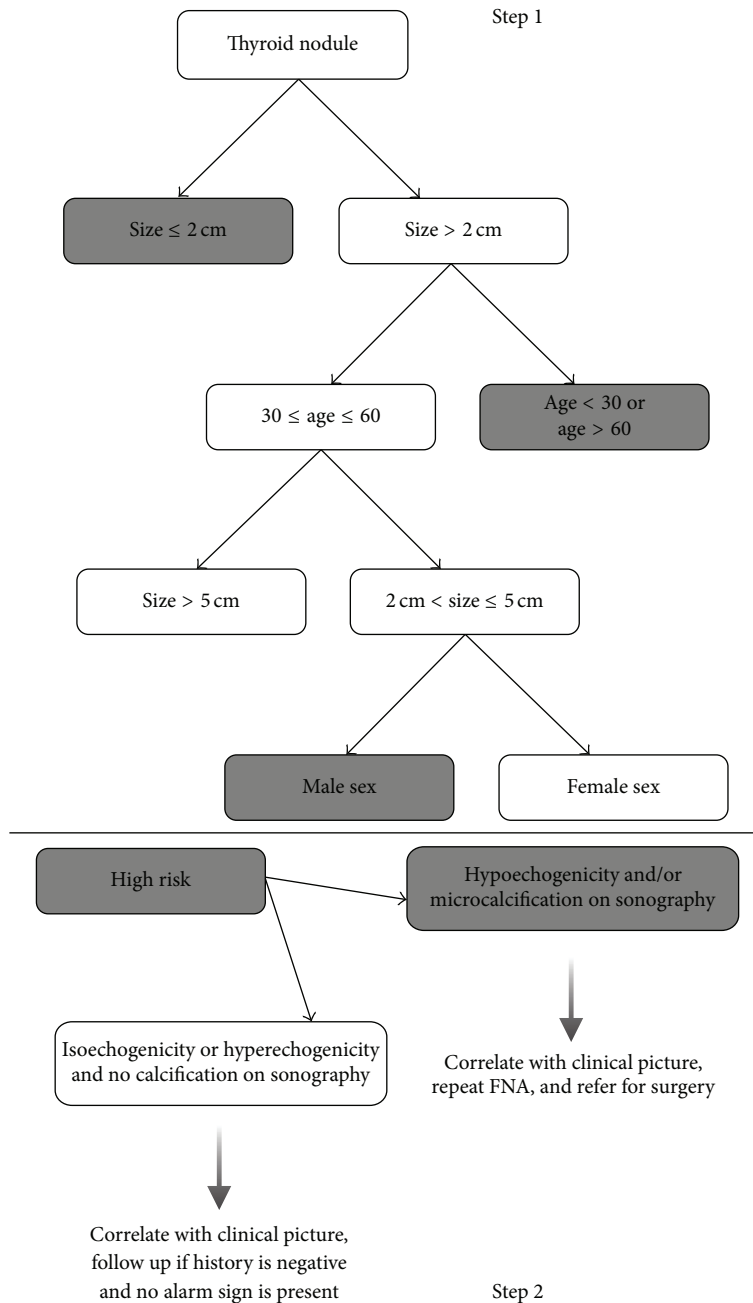 Step 1
Thyroid nodule
Size ≤ 2 cm
Size > 2 cm
30 ≤ age ≤ 60
Age < 30 or
age > 60
Size > 5 cm
2 cm < size ≤ 5 cm
Male sex
Female sex
High risk
Hypoechogenicity and/or
microcalcification on sonography
Isoechogenicity or hyperechogenicity
and no calcification on sonography
Correlate with clinical picture,
repeat FNA, and refer for surgery
Correlate with clinical picture,
follow up if history is negative
and no alarm sign is present
Step 2